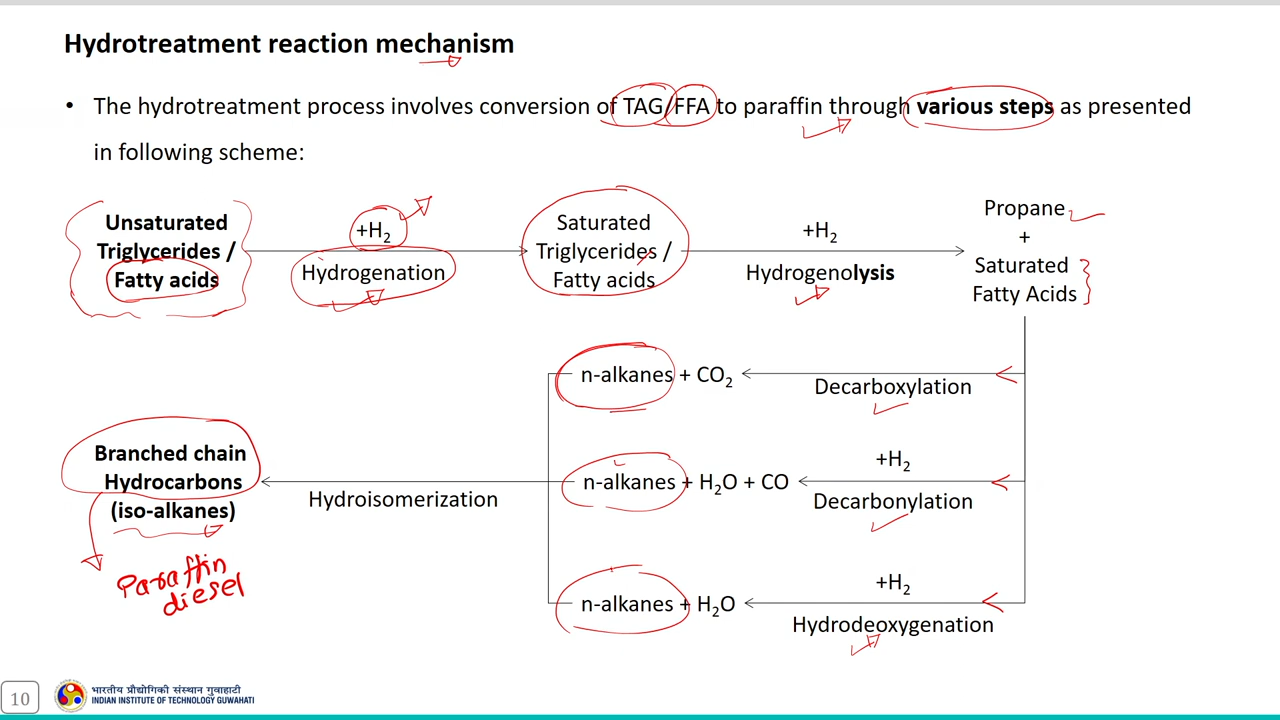 Hydrotreatment reaction mechanism
• The hydrotreatment process involves conversion of TAG/FFA to paraffin through various steps as presented
in following scheme:
Unsaturated
Triglycerides /
Fatty acids
+H₂
Hydrogenation
Saturated
Triglycerides /
Fatty acids
+H₂
Hydrogenolysis
Propane
+
Saturated
Fatty Acids
n-alkanes + CO₂
Decarboxylation
+H₂
n-alkanes + H₂O + CO
Decarbonylation
+H₂
n-alkanes + H₂O
Hydrodeoxygenation
Hydroisomerization
Branched chain
Hydrocarbons
(iso-alkanes)
Paraffin
diesel
10
भारतीय प्रौद्योगिकी संस्थान गुवाहाटी
INDIAN INSTITUTE OF TECHNOLOGY GUWAHATI